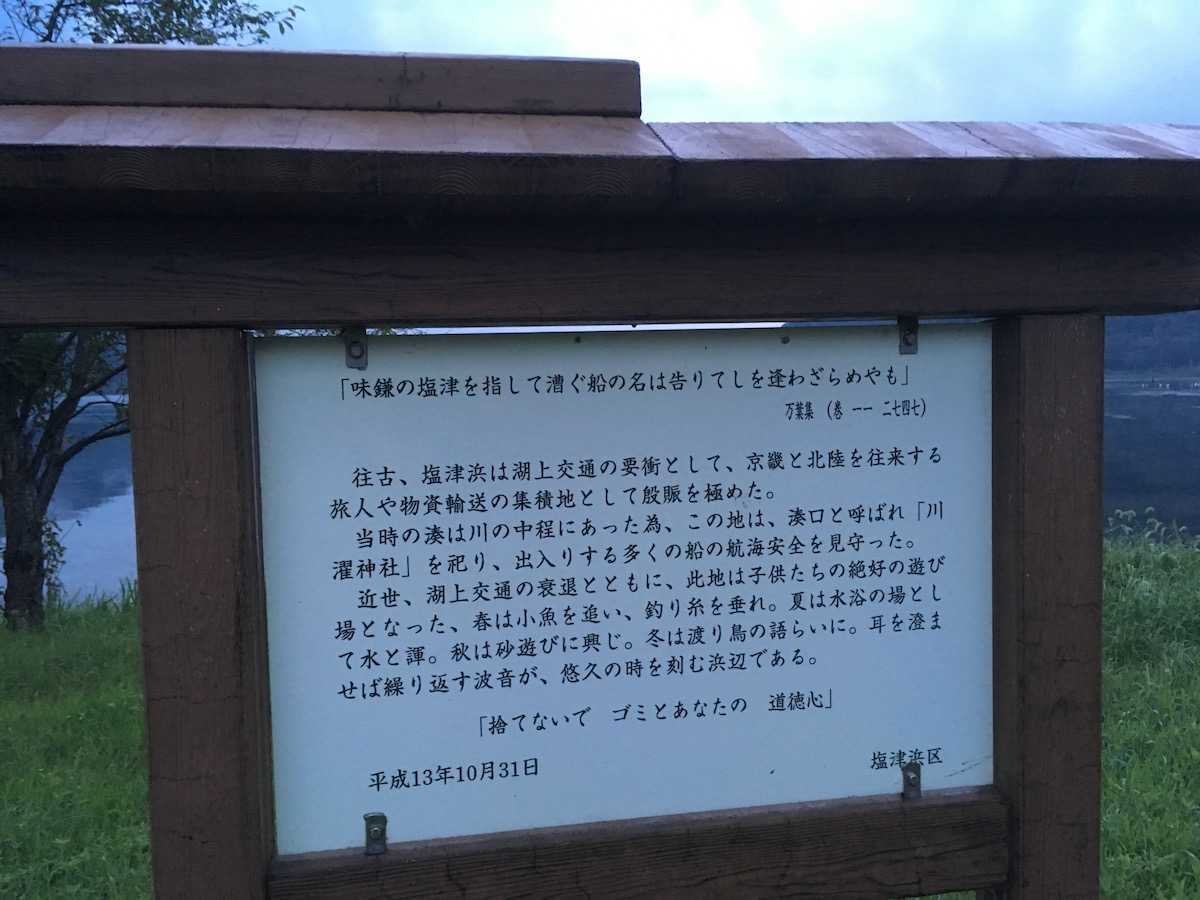 「味鎌の塩津を指して漕ぐ船の名は告りてしを逢わざらめやも」
万葉集 (巻 一一 二七四七)
往古、塩津浜は湖上交通の要衝として、京畿と北陸を往来する
旅人や物資輸送の集積地として殷賑を極めた。
当時の湊は川の中程にあった為、この地は、湊口と呼ばれ「川
濯神社」を祀り、出入りする多くの船の航海安全を見守った。
近世、湖上交通の衰退とともに、此地は子供たちの絶好の遊び
場となった、春は小魚を追い、釣り糸を垂れ。夏は水浴の場とし
て水と諢。秋は砂遊びに興じ。冬は渡り鳥の語らいに。耳を澄ま
せば繰り返す波音が、悠久の時を刻む浜辺である。
「捨てないで ゴミとあなたの 道徳心」
平成13年10月31日
塩津浜区